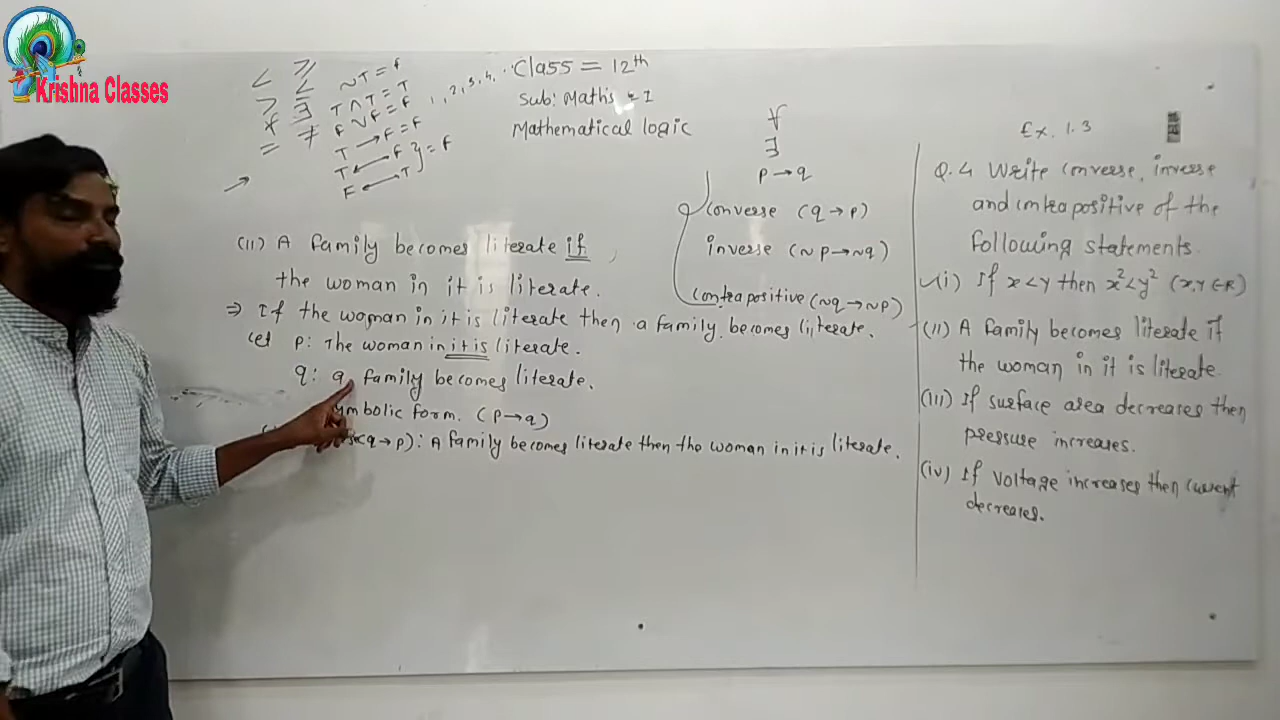 Krishna Classes
< ≥
> ∃
= ≠
~T = F
T ∧ T = T
F ∨ F = F
T → F = F
T ← F } = F
F ← T
1, 2, 3, 4, ..
Class = 12th
Sub: Maths - 1
Mathematical logic
∀
∃
p → q
converse (q → p)
inverse (~p → ~q)
contrapositive (~q → ~p)
(II) A family becomes literate if
the woman in it is literate.
⇒ If the woman in it is literate then a family becomes literate.
Let p: The woman in it is literate.
q: a family becomes literate.
symbolic form. (p → q)
(q → p): A family becomes literate then the woman in it is literate.
Ex. 1.3
Q.4 Write converse, inverse
and contrapositive of the
following statements.
(i) If x < y then x² < y² (x, y ∈ R)
(II) A family becomes literate if
the woman in it is literate.
(III) If surface area decreases then
pressure increases.
(iv) If voltage increases then current
decreases.